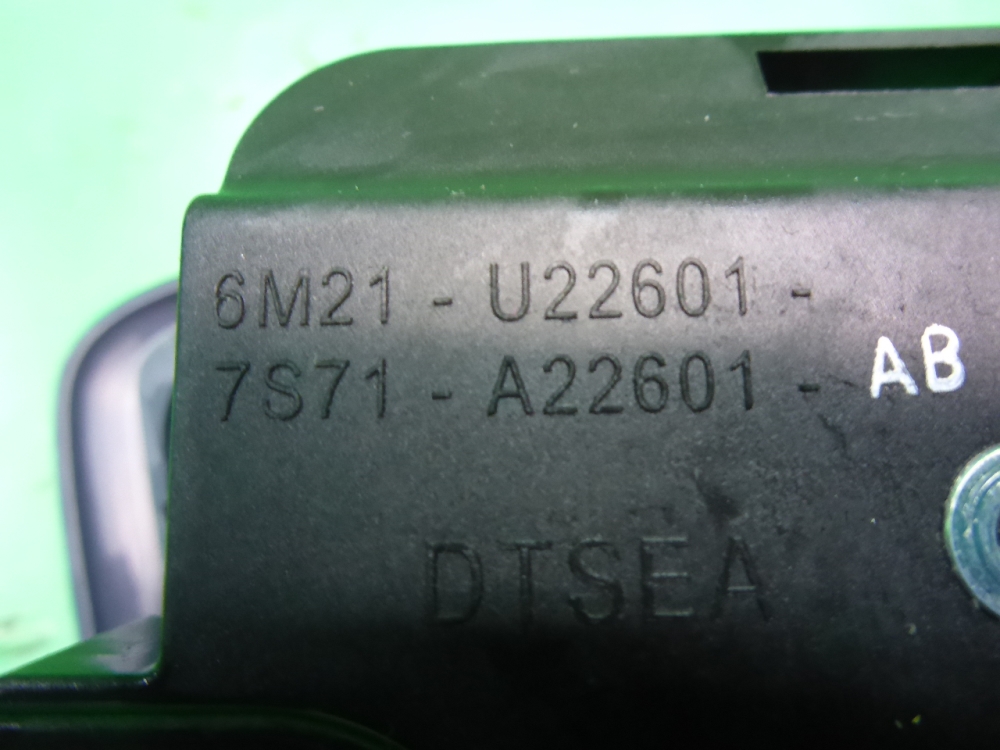 6M21 - U22601 -
7S71 - A22601 - AB
DTSEA